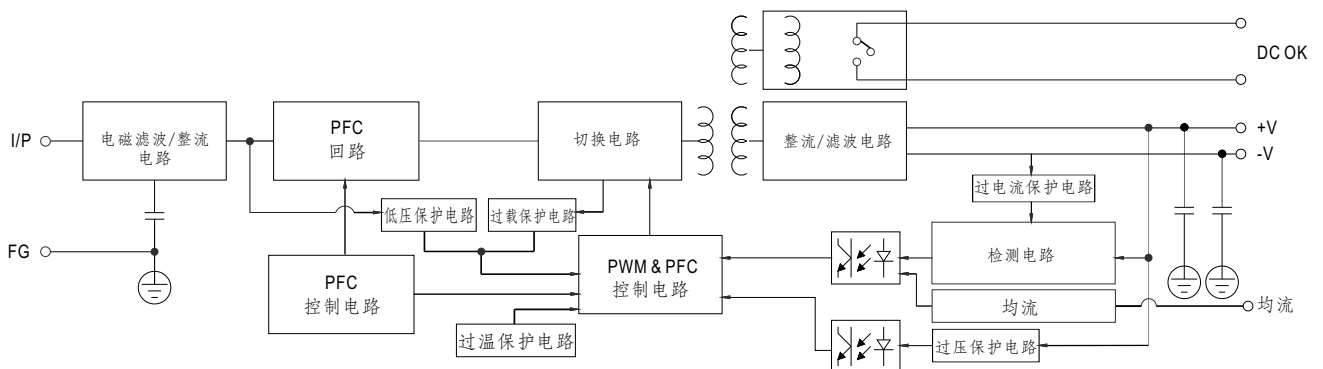 DC OK
I/P
电磁滤波/整流
电路
PFC
回路
切换电路
整流/滤波电路
+V
-V
过电流保护电路
低压保护电路
过载保护电路
FG
PFC
控制电路
PWM & PFC
控制电路
检测电路
均流
均流
过温保护电路
过压保护电路